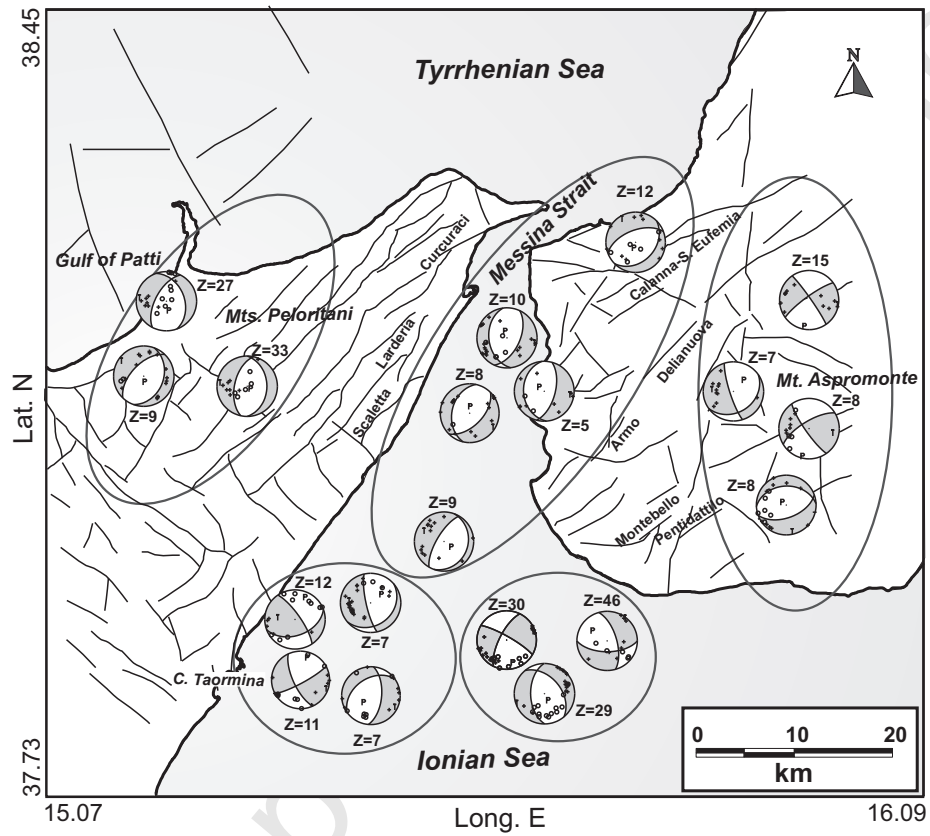 38.45
Tyrrhenian Sea
N
Z=12
Messina Strait
Curcuraci
Calanna-S. Eufemia
Gulf of Patti
Z=27
Z=15
Mts. Peloritani
Z=10
Larderia
Delianuova
Z=33
Z=7
Mt. Aspromonte
Z=9
Z=8
Z=8
Scaletta
Z=5
Armo
Lat. N
Z=8
Z=9
Montebello
Pentidattilo
Z=12
Z=30
Z=46
Z=7
C. Taormina
Z=11
Z=29
Z=7
Ionian Sea
0 10 20
km
37.73
15.07
Long. E
16.09